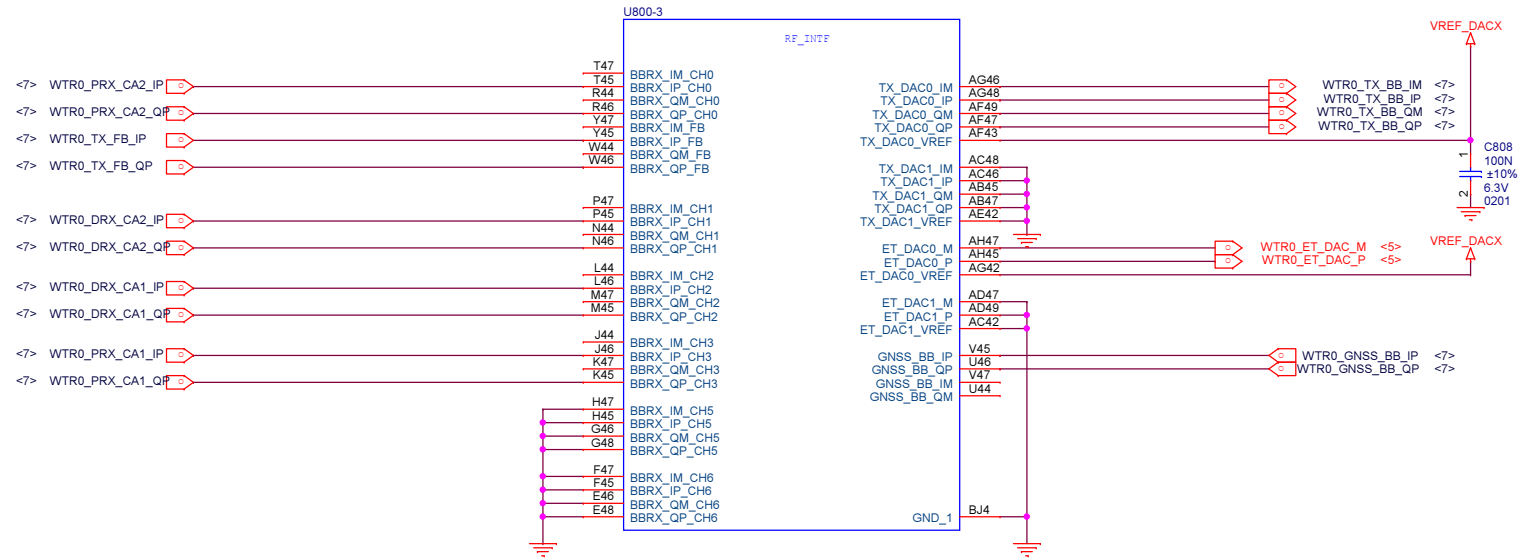 U800-3
RF_INTF
VREF_DACX
<7> WTR0_PRX_CA2_IP
<7> WTR0_PRX_CA2_QP
<7> WTR0_TX_FB_IP
<7> WTR0_TX_FB_QP
<7> WTR0_DRX_CA2_IP
<7> WTR0_DRX_CA2_QP
<7> WTR0_DRX_CA1_IP
<7> WTR0_DRX_CA1_QP
<7> WTR0_PRX_CA1_IP
<7> WTR0_PRX_CA1_QP
T47 BBRX_IM_CH0
T45 BBRX_IP_CH0
R44 BBRX_QM_CH0
R46 BBRX_QP_CH0
Y47 BBRX_IM_FB
Y45 BBRX_IP_FB
W44 BBRX_QM_FB
W46 BBRX_QP_FB
P47 BBRX_IM_CH1
P45 BBRX_IP_CH1
N44 BBRX_QM_CH1
N46 BBRX_QP_CH1
L44 BBRX_IM_CH2
L46 BBRX_IP_CH2
M47 BBRX_QM_CH2
M45 BBRX_QP_CH2
J44 BBRX_IM_CH3
J46 BBRX_IP_CH3
K47 BBRX_QM_CH3
K45 BBRX_QP_CH3
H47 BBRX_IM_CH5
H45 BBRX_IP_CH5
G46 BBRX_QM_CH5
G48 BBRX_QP_CH5
F47 BBRX_IM_CH6
F45 BBRX_IP_CH6
E46 BBRX_QM_CH6
E48 BBRX_QP_CH6
TX_DAC0_IM AG46
TX_DAC0_IP AG48
TX_DAC0_QM AF49
TX_DAC0_QP AF47
TX_DAC0_VREF AF43
TX_DAC1_IM AC48
TX_DAC1_IP AC46
TX_DAC1_QM AB45
TX_DAC1_QP AB47
TX_DAC1_VREF AE42
ET_DAC0_M AH47
ET_DAC0_P AH45
ET_DAC0_VREF AG42
ET_DAC1_M AD47
ET_DAC1_P AD49
ET_DAC1_VREF AC42
GNSS_BB_IP V45
GNSS_BB_QP U46
GNSS_BB_IM V47
GNSS_BB_QM U44
GND_1 BJ4
WTR0_TX_BB_IM <7>
WTR0_TX_BB_IP <7>
WTR0_TX_BB_QM <7>
WTR0_TX_BB_QP <7>
1
2
C808
100N
±10%
6.3V
0201
VREF_DACX
WTR0_ET_DAC_M <5>
WTR0_ET_DAC_P <5>
WTR0_GNSS_BB_IP <7>
WTR0_GNSS_BB_QP <7>